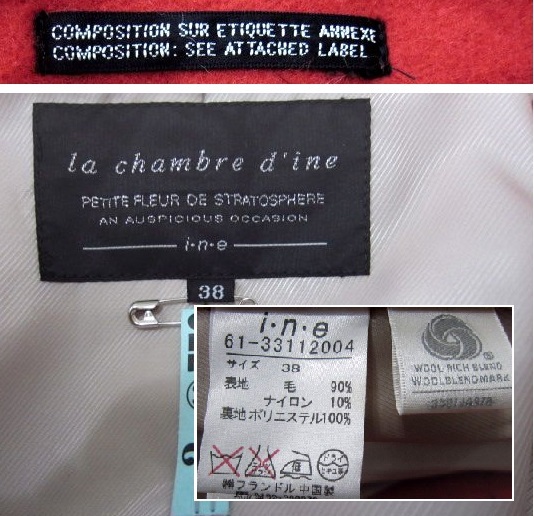 COMPOSITION SUR ETIQUETTE ANNEXE
COMPOSITION: SEE ATTACHED LABEL
la chambre d'ine
PETITE FLEUR DE STRATOSPHERE
AN AUSPICIOUS OCCASION
i·n·e
38
i·n·e
61-33112004
サイズ 38
表地 毛 90%
ナイロン 10%
裏地 ポリエステル100%
㈱フランドル 中国製
WOOL RICH BLEND
WOOLBLENDMARK